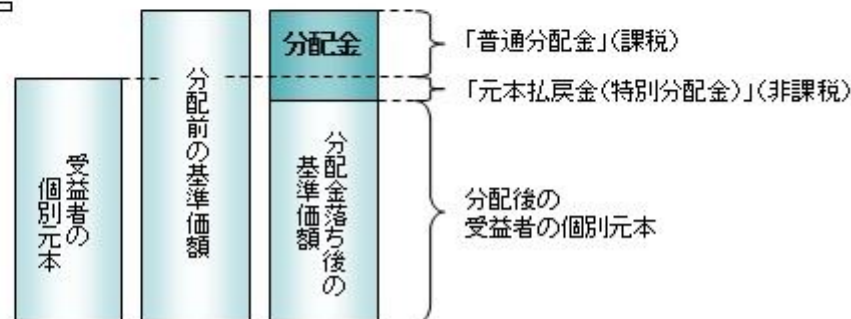 受益者の
個別元本
分配前の基準価額
分配金
分配金落ち後の
基準価額
「普通分配金」(課税)
「元本払戻金(特別分配金)」(非課税)
分配後の
受益者の個別元本